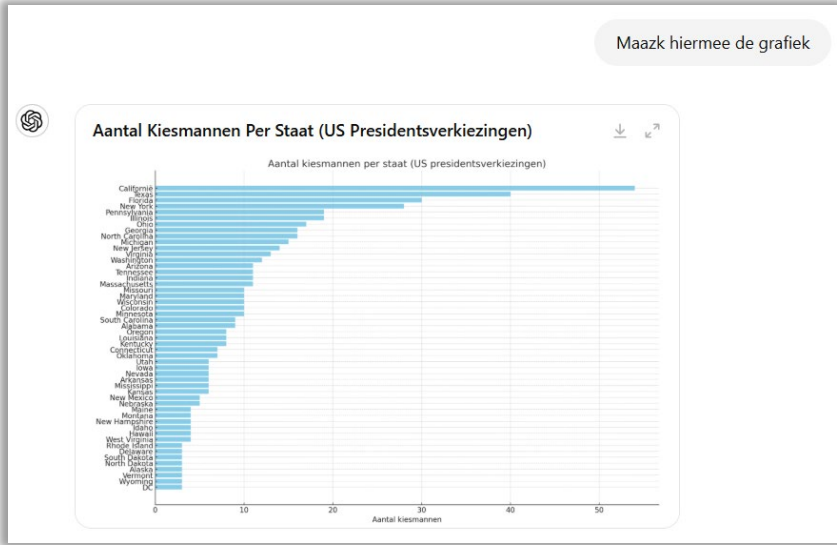 Maazk hiermee de grafiek
Aantal Kiesmannen Per Staat (US Presidentsverkiezingen)
Aantal kiesmannen per staat (US presidentsverkiezingen)
Californië
Texas
Florida
New York
Pennsylvania
Illinois
Ohio
Georgia
North Carolina
Michigan
New Jersey
Virginia
Washington
Arizona
Tennessee
Indiana
Massachusetts
Missouri
Maryland
Wisconsin
Colorado
Minnesota
South Carolina
Alabama
Oregon
Louisiana
Kentucky
Connecticut
Oklahoma
Utah
Iowa
Nevada
Arkansas
Mississippi
Kansas
New Mexico
Nebraska
Maine
Montana
New Hampshire
Idaho
Hawaii
West Virginia
Rhode Island
Delaware
South Dakota
North Dakota
Alaska
Vermont
Wyoming
DC
0 10 20 30 40 50
Aantal kiesmannen